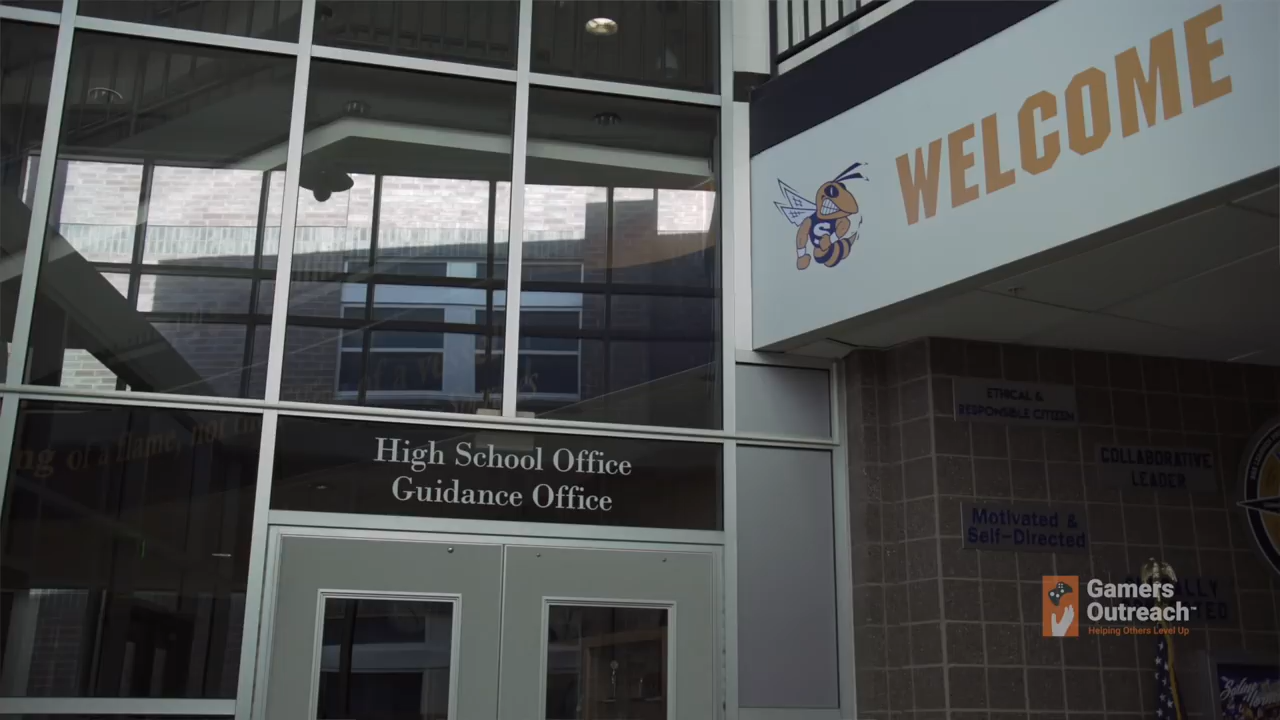 WELCOME
S
High School Office
Guidance Office
ETHICAL &
RESPONSIBLE CITIZEN
COLLABORATIVE
LEADER
Motivated &
Self-Directed
Gamers
Outreach™
Helping Others Level Up